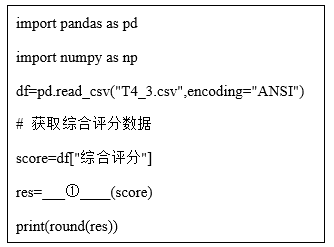 import pandas as pd
import numpy as np
df=pd.read_csv("T4_3.csv",encoding="ANSI")
# 获取综合评分数据
score=df["综合评分"]
res=___①____(score)
print(round(res))